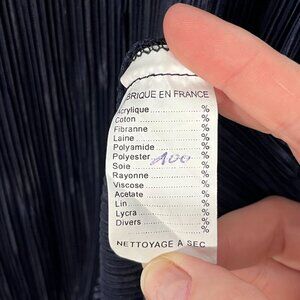 BRIQUE EN FRANCE
Acrylique %
Coton %
Fibranne %
Laine %
Polyamide %
Polyester 100 %
Soie %
Rayonne %
Viscose %
Acetate %
Lin %
Lycra %
Divers %
NETTOYAGE À SEC